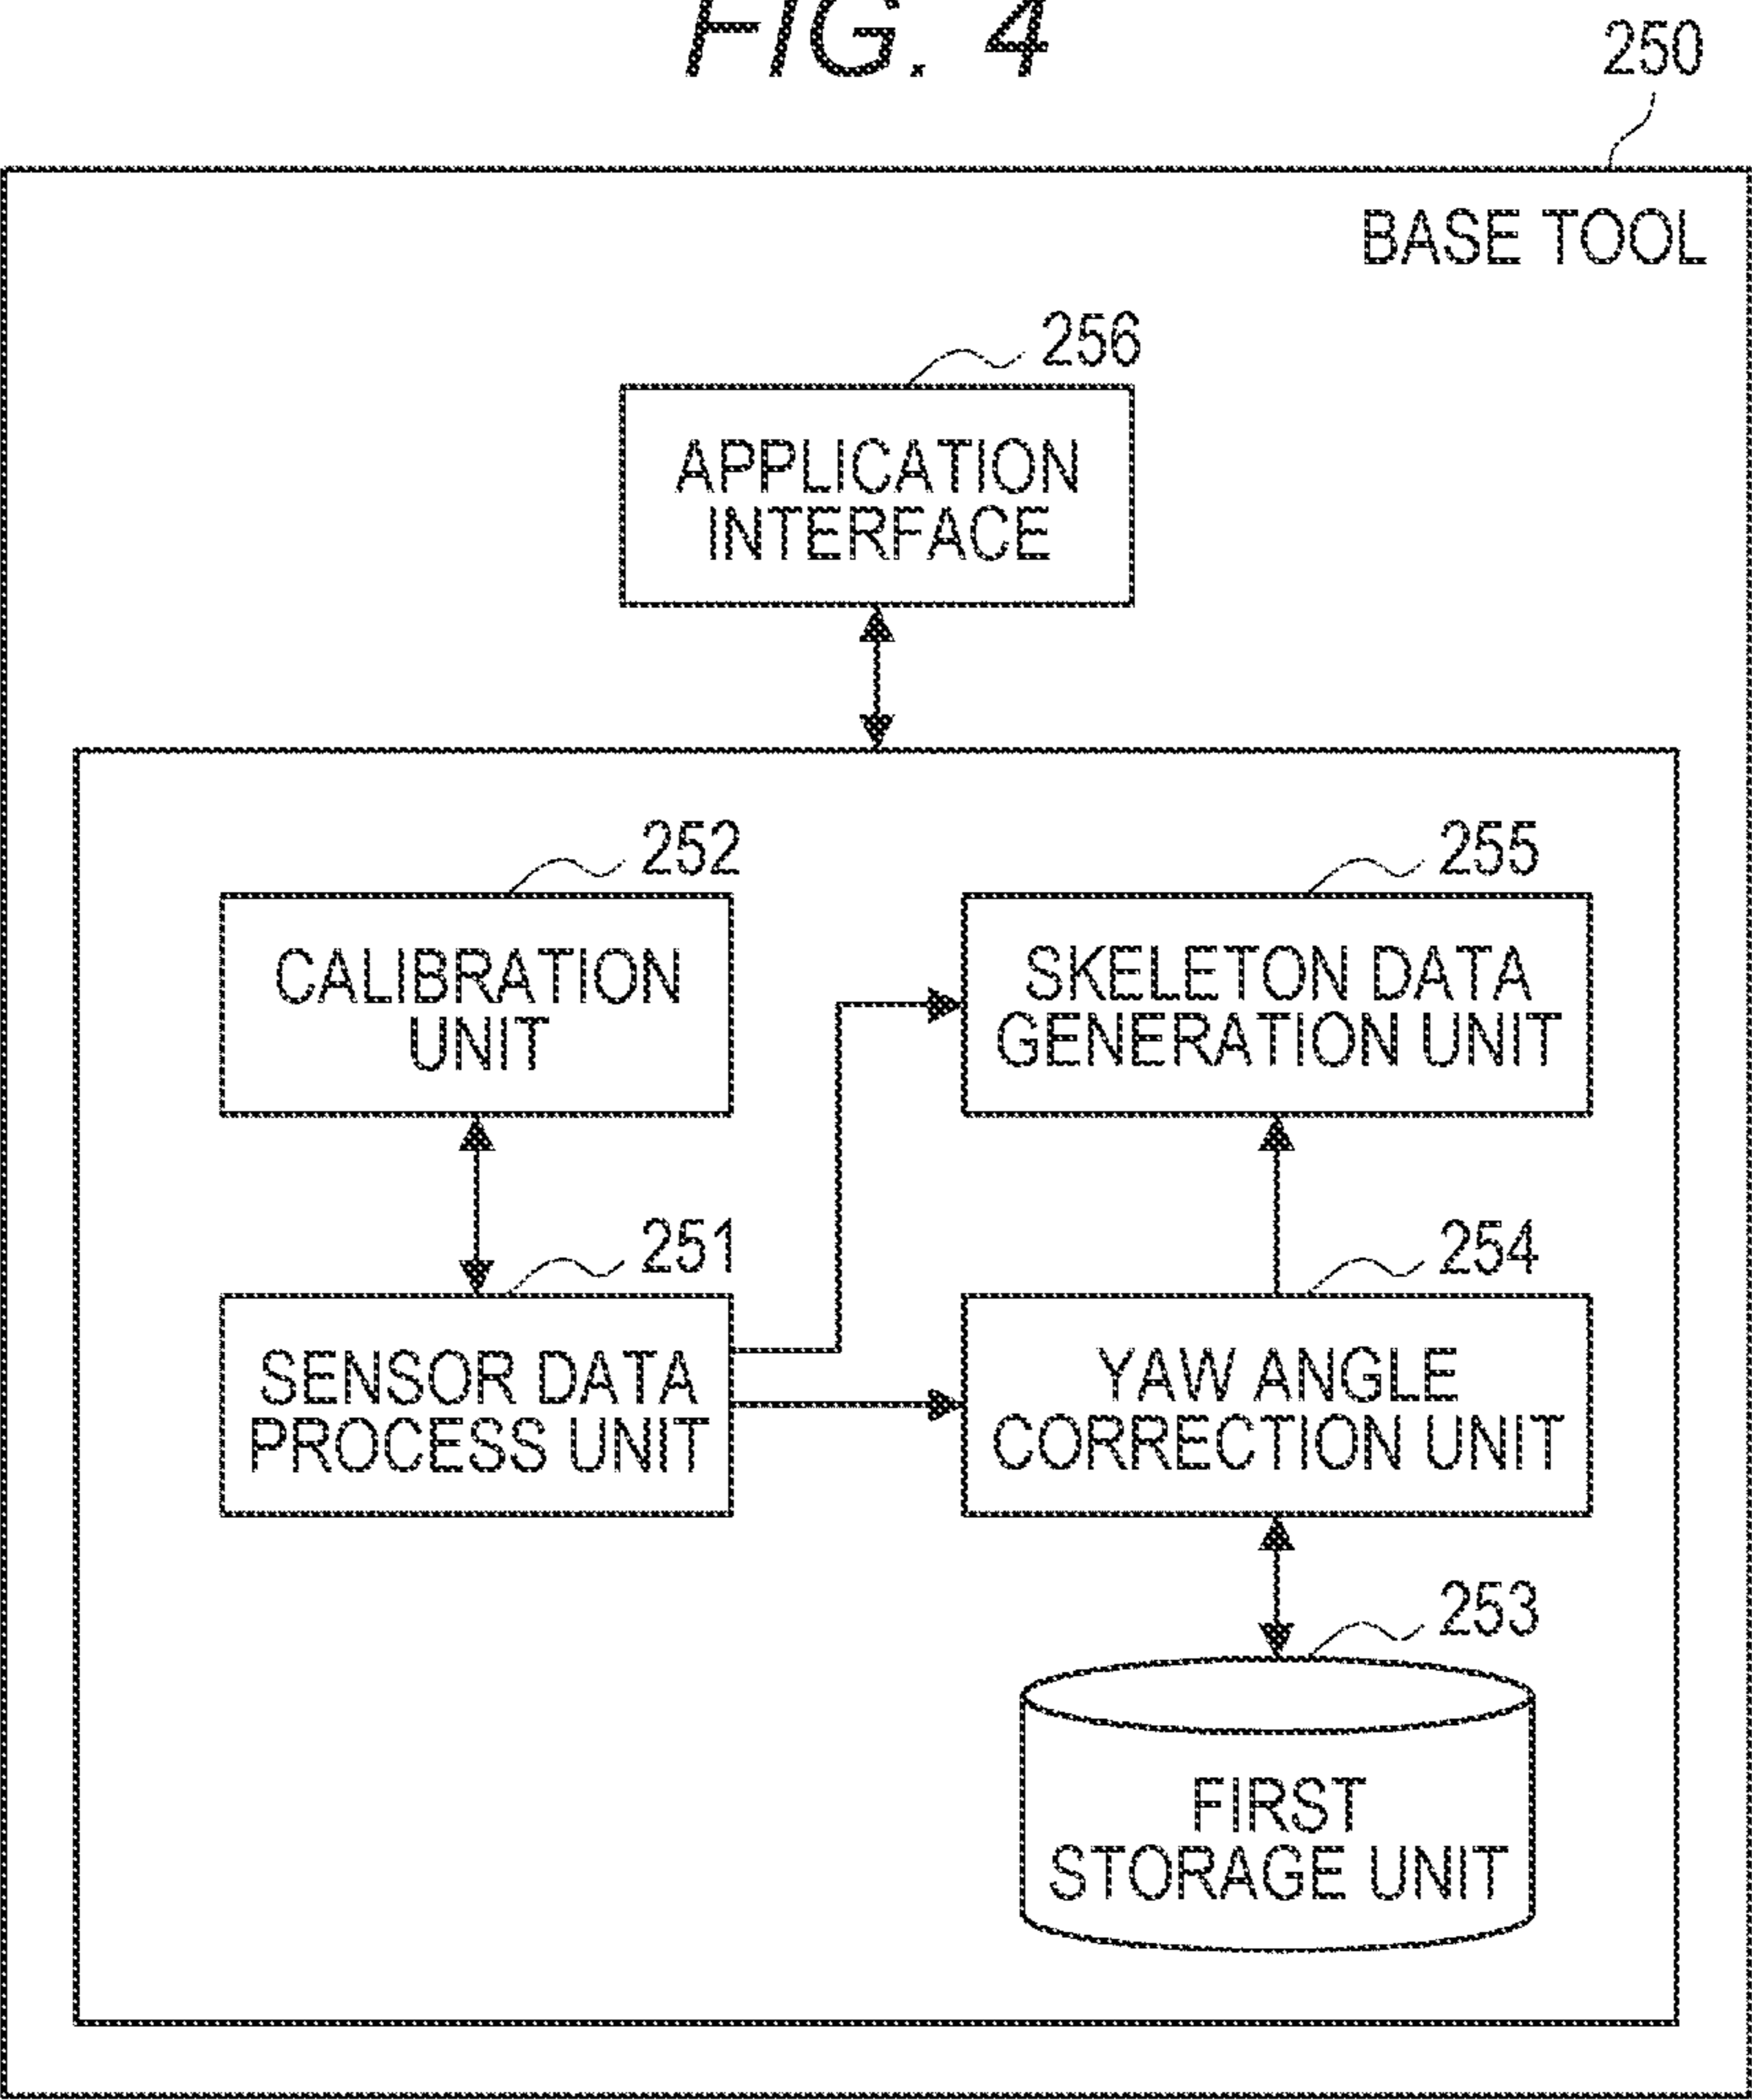 FIG. 4
250
BASE TOOL
256
APPLICATION
INTERFACE
252
CALIBRATION
UNIT
255
SKELETON DATA
GENERATION UNIT
251
SENSOR DATA
PROCESS UNIT
254
YAW ANGLE
CORRECTION UNIT
253
FIRST
STORAGE UNIT